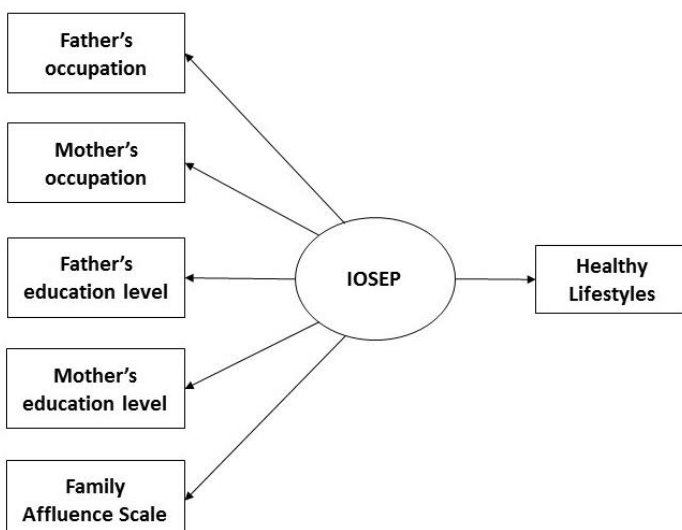 Father's
occupation
Mother's
occupation
Father's
education level
Mother's
education level
Family
Affluence Scale
IOSEP
Healthy
Lifestyles